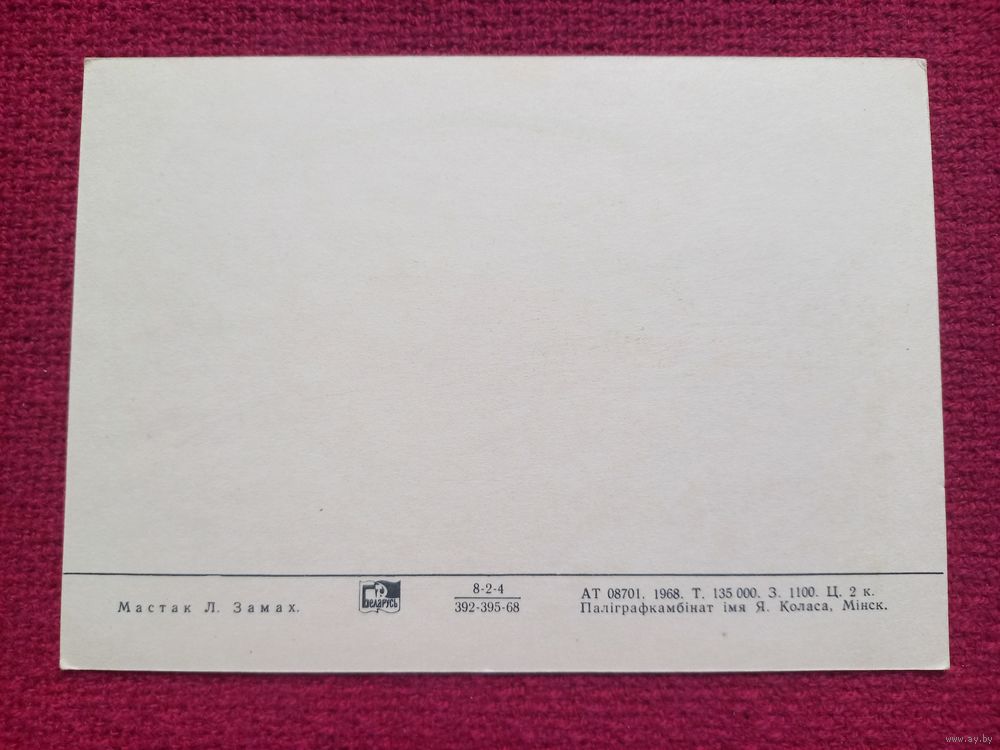 Мастак Л. Замах.
Беларусь
8-2-4
392-395-68
АТ 08701. 1968. Т. 135 000. З. 1100. Ц. 2 к.
Паліграфкамбінат імя Я. Коласа, Мінск.
www.ay.by